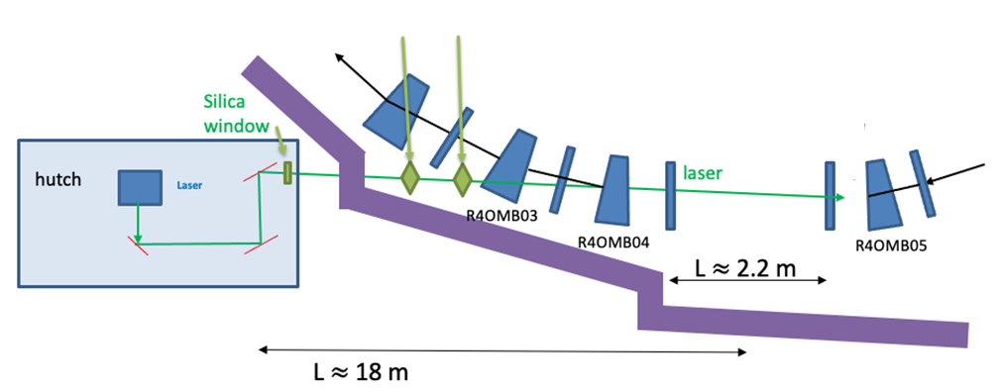 Silica
window
hutch
Laser
laser
R4OMB03
R4OMB04
R4OMB05
L ≈ 2.2 m
L ≈ 18 m